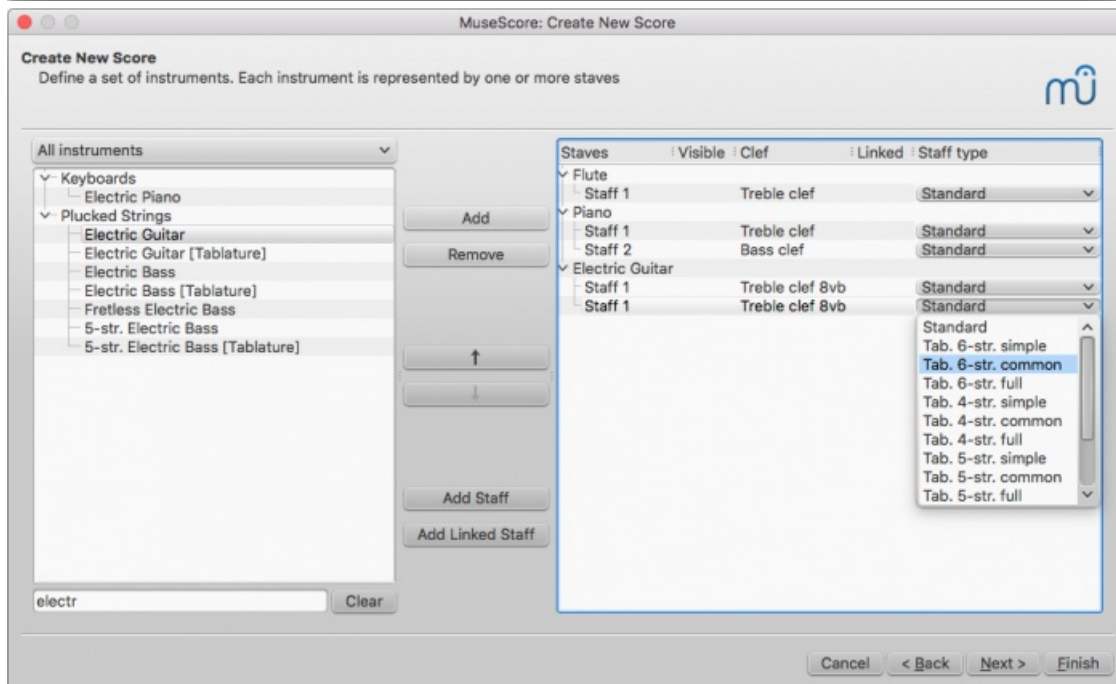 MuseScore: Create New Score
Create New Score
Define a set of instruments. Each instrument is represented by one or more staves
mū
All instruments
Keyboards
Electric Piano
Plucked Strings
Electric Guitar
Electric Guitar [Tablature]
Electric Bass
Electric Bass [Tablature]
Fretless Electric Bass
5-str. Electric Bass
5-str. Electric Bass [Tablature]
electr
Clear
Add
Remove
↑
↓
Add Staff
Add Linked Staff
Staves Visible Clef Linked Staff type
Flute
Staff 1 Treble clef Standard
Piano
Staff 1 Treble clef Standard
Staff 2 Bass clef Standard
Electric Guitar
Staff 1 Treble clef 8vb Standard
Staff 1 Treble clef 8vb Standard
Standard
Tab. 6-str. simple
Tab. 6-str. common
Tab. 6-str. full
Tab. 4-str. simple
Tab. 4-str. common
Tab. 4-str. full
Tab. 5-str. simple
Tab. 5-str. common
Tab. 5-str. full
Cancel < Back Next > Finish